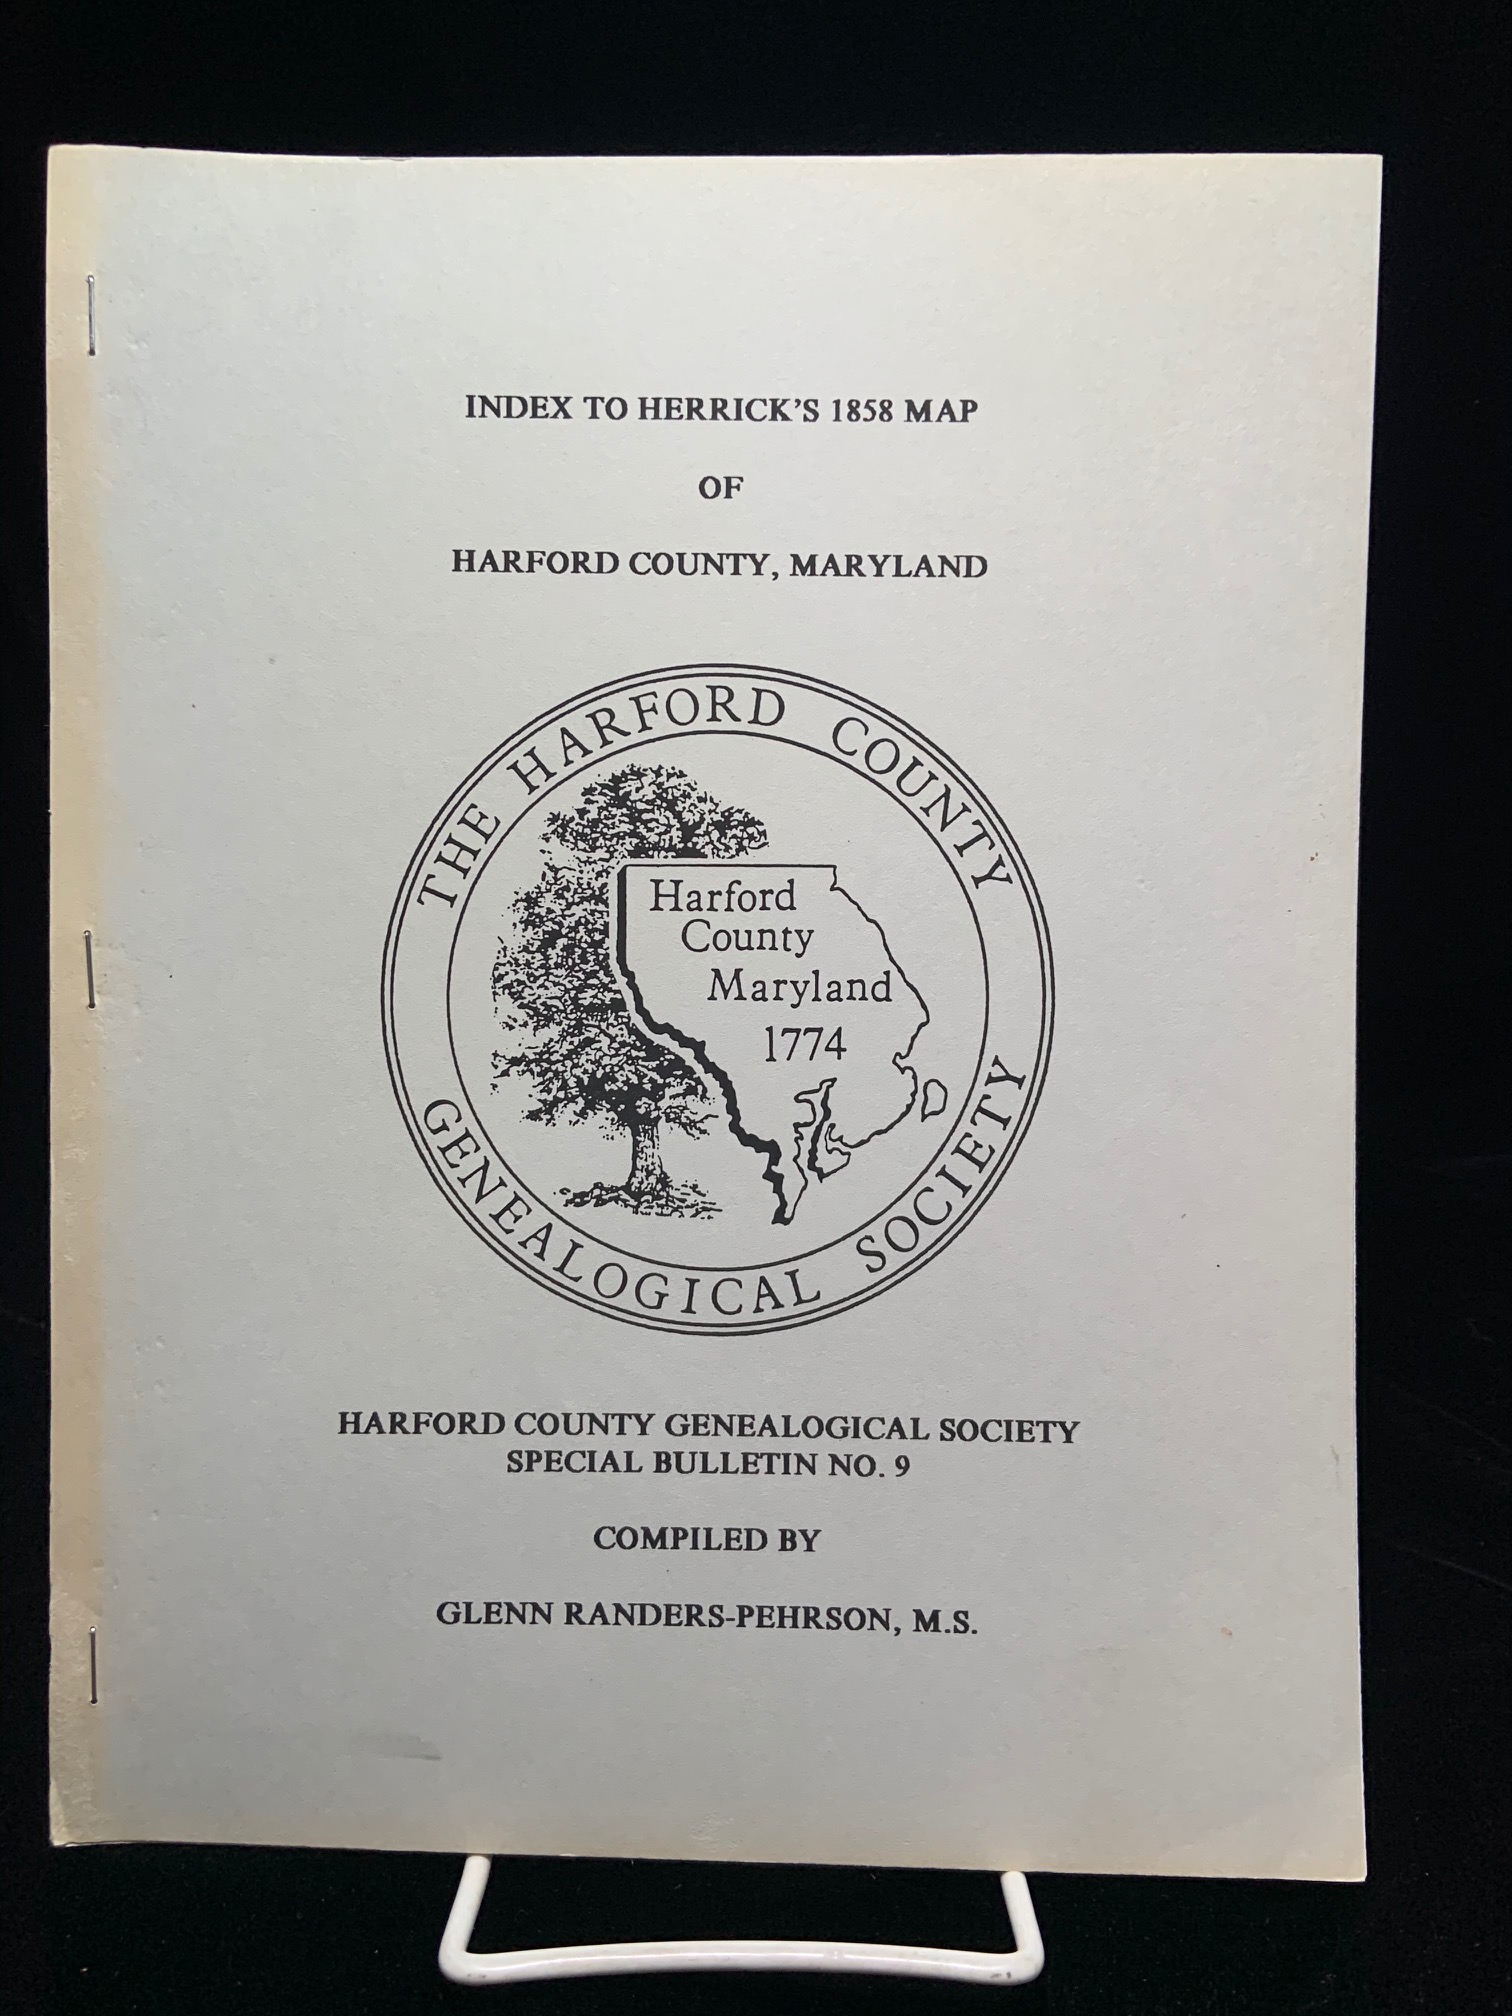 INDEX TO HERRICK'S 1858 MAP
OF
HARFORD COUNTY, MARYLAND
THE HARFORD COUNTY
GENEALOGICAL SOCIETY
Harford
County
Maryland
1774
HARFORD COUNTY GENEALOGICAL SOCIETY
SPECIAL BULLETIN NO. 9
COMPILED BY
GLENN RANDERS-PEHRSON, M.S.